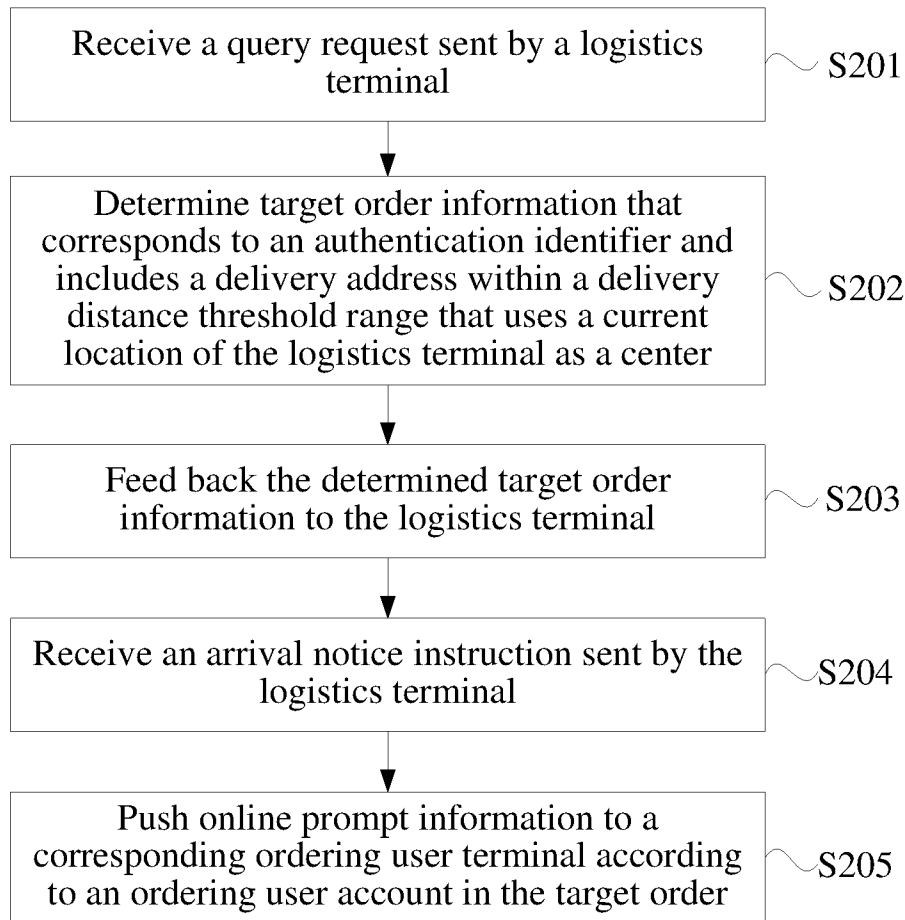 Receive a query request sent by a logistics
terminal
S201
Determine target order information that
corresponds to an authentication identifier and
includes a delivery address within a delivery
distance threshold range that uses a current
location of the logistics terminal as a center
S202
Feed back the determined target order
information to the logistics terminal
S203
Receive an arrival notice instruction sent by the
logistics terminal
S204
Push online prompt information to a
corresponding ordering user terminal according
to an ordering user account in the target order
S205